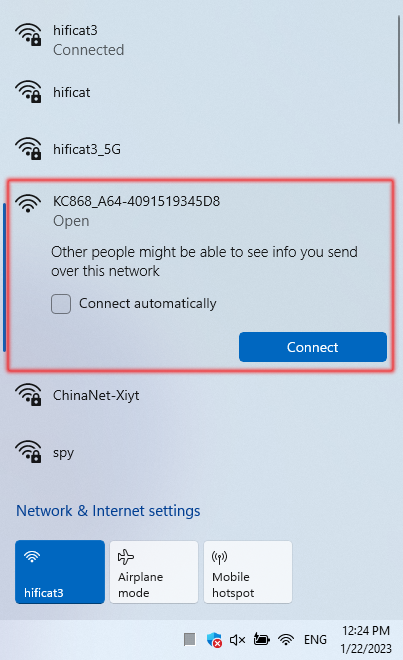 hificat3
Connected
hificat
hificat3_5G
KC868_A64-4091519345D8
Open
Other people might be able to see info you send
over this network
Connect automatically
Connect
ChinaNet-Xiyt
spy
Network & Internet settings
hificat3
Airplane
mode
Mobile
hotspot
ENG
12:24 PM
1/22/2023